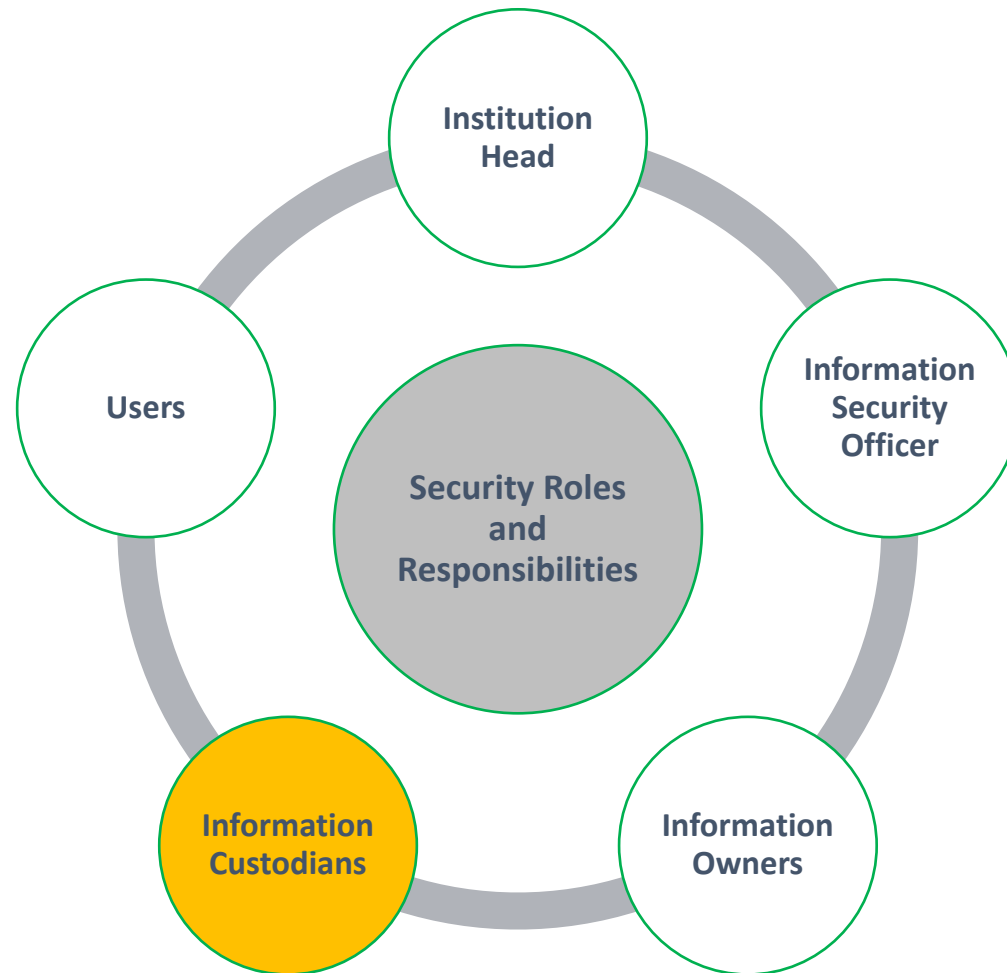 Institution
Head
Information
Security
Officer
Information
Owners
Information
Custodians
Users
Security Roles
and
Responsibilities